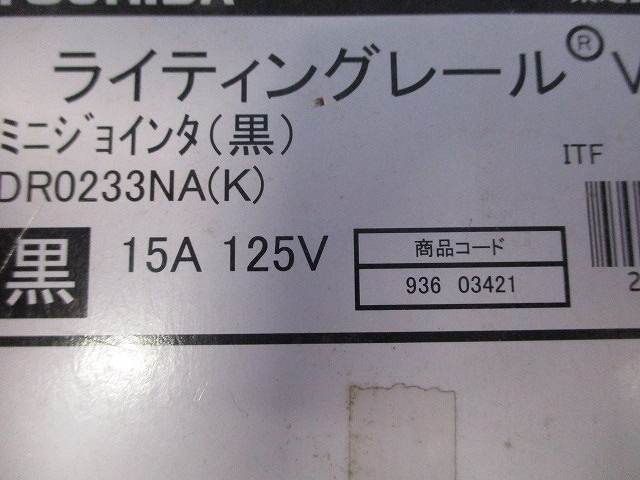 ライティングレール® V
ミニジョインタ(黒)
DR0233NA(K)
ITF
黒 15A 125V
商品コード
936 03421
2